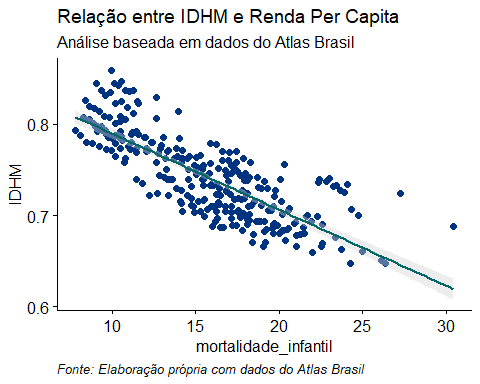 Relação entre IDHM e Renda Per Capita
Análise baseada em dados do Atlas Brasil
IDHM
0.8
0.7
0.6
10
15
20
25
30
mortalidade_infantil
Fonte: Elaboração própria com dados do Atlas Brasil